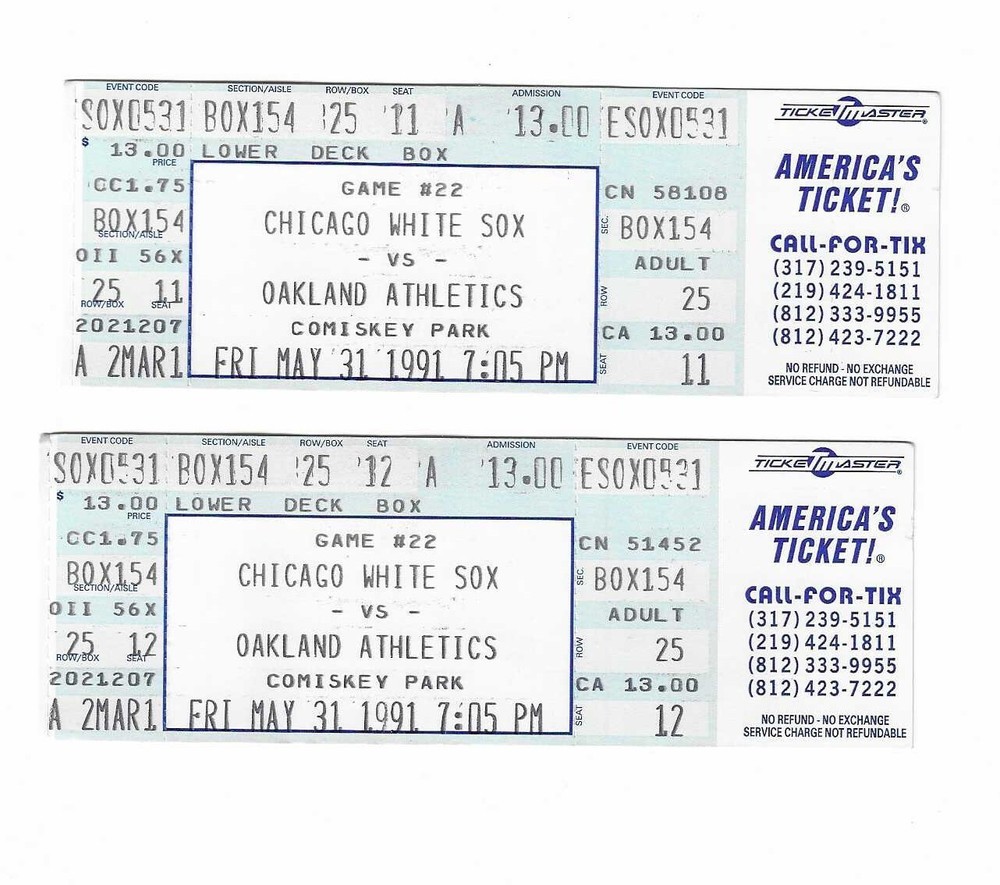 EVENT CODE SECTION/AISLE ROW/BOX SEAT ADMISSION EVENT CODE
SOX0531 BOX154 25 11 A 13.00 ESOX0531
$ 13.00 LOWER DECK BOX
PRICE
CC1.75 GAME #22 CN 58108
BOX154 CHICAGO WHITE SOX SEC. BOX154
SECTION/AISLE
OII 56X - VS - ADULT
25 11 OAKLAND ATHLETICS ROW 25
ROW/BOX SEAT
2021207 COMISKEY PARK CA 13.00
A 2MAR1 FRI MAY 31 1991 7:05 PM SEAT 11
TICKETMASTER®
AMERICA'S
TICKET!®
CALL-FOR-TIX
(317) 239-5151
(219) 424-1811
(812) 333-9955
(812) 423-7222
NO REFUND - NO EXCHANGE
SERVICE CHARGE NOT REFUNDABLE
EVENT CODE SECTION/AISLE ROW/BOX SEAT ADMISSION EVENT CODE
SOX0531 BOX154 25 12 A 13.00 ESOX0531
$ 13.00 LOWER DECK BOX
PRICE
CC1.75 GAME #22 CN 51452
BOX154 CHICAGO WHITE SOX SEC. BOX154
SECTION/AISLE
OII 56X - VS - ADULT
25 12 OAKLAND ATHLETICS ROW 25
ROW/BOX SEAT
2021207 COMISKEY PARK CA 13.00
A 2MAR1 FRI MAY 31 1991 7:05 PM SEAT 12
TICKETMASTER®
AMERICA'S
TICKET!®
CALL-FOR-TIX
(317) 239-5151
(219) 424-1811
(812) 333-9955
(812) 423-7222
NO REFUND - NO EXCHANGE
SERVICE CHARGE NOT REFUNDABLE